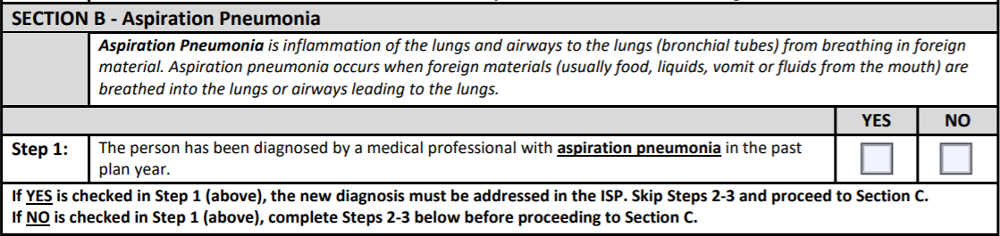 SECTION B - Aspiration Pneumonia
Aspiration Pneumonia is inflammation of the lungs and airways to the lungs (bronchial tubes) from breathing in foreign
material. Aspiration pneumonia occurs when foreign materials (usually food, liquids, vomit or fluids from the mouth) are
breathed into the lungs or airways leading to the lungs.
YES NO
Step 1: The person has been diagnosed by a medical professional with aspiration pneumonia in the past
plan year.
If YES is checked in Step 1 (above), the new diagnosis must be addressed in the ISP. Skip Steps 2-3 and proceed to Section C.
If NO is checked in Step 1 (above), complete Steps 2-3 below before proceeding to Section C.